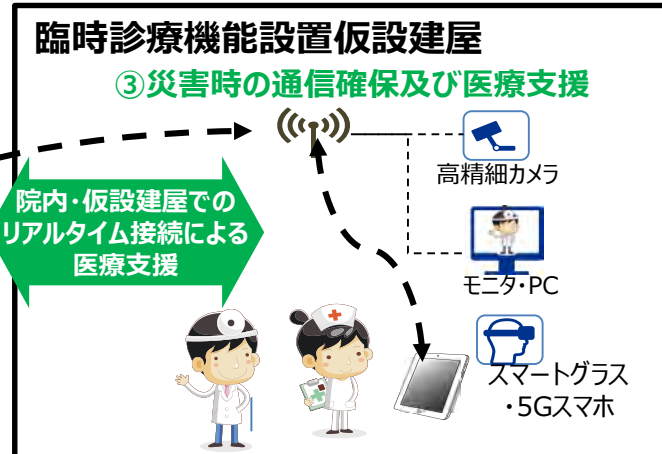 臨時診療機能設置仮設建屋
③災害時の通信確保及び医療支援
高精細カメラ
院内・仮設建屋での
リアルタイム接続による
医療支援
モニタ・PC
スマートグラス
・5Gスマホ